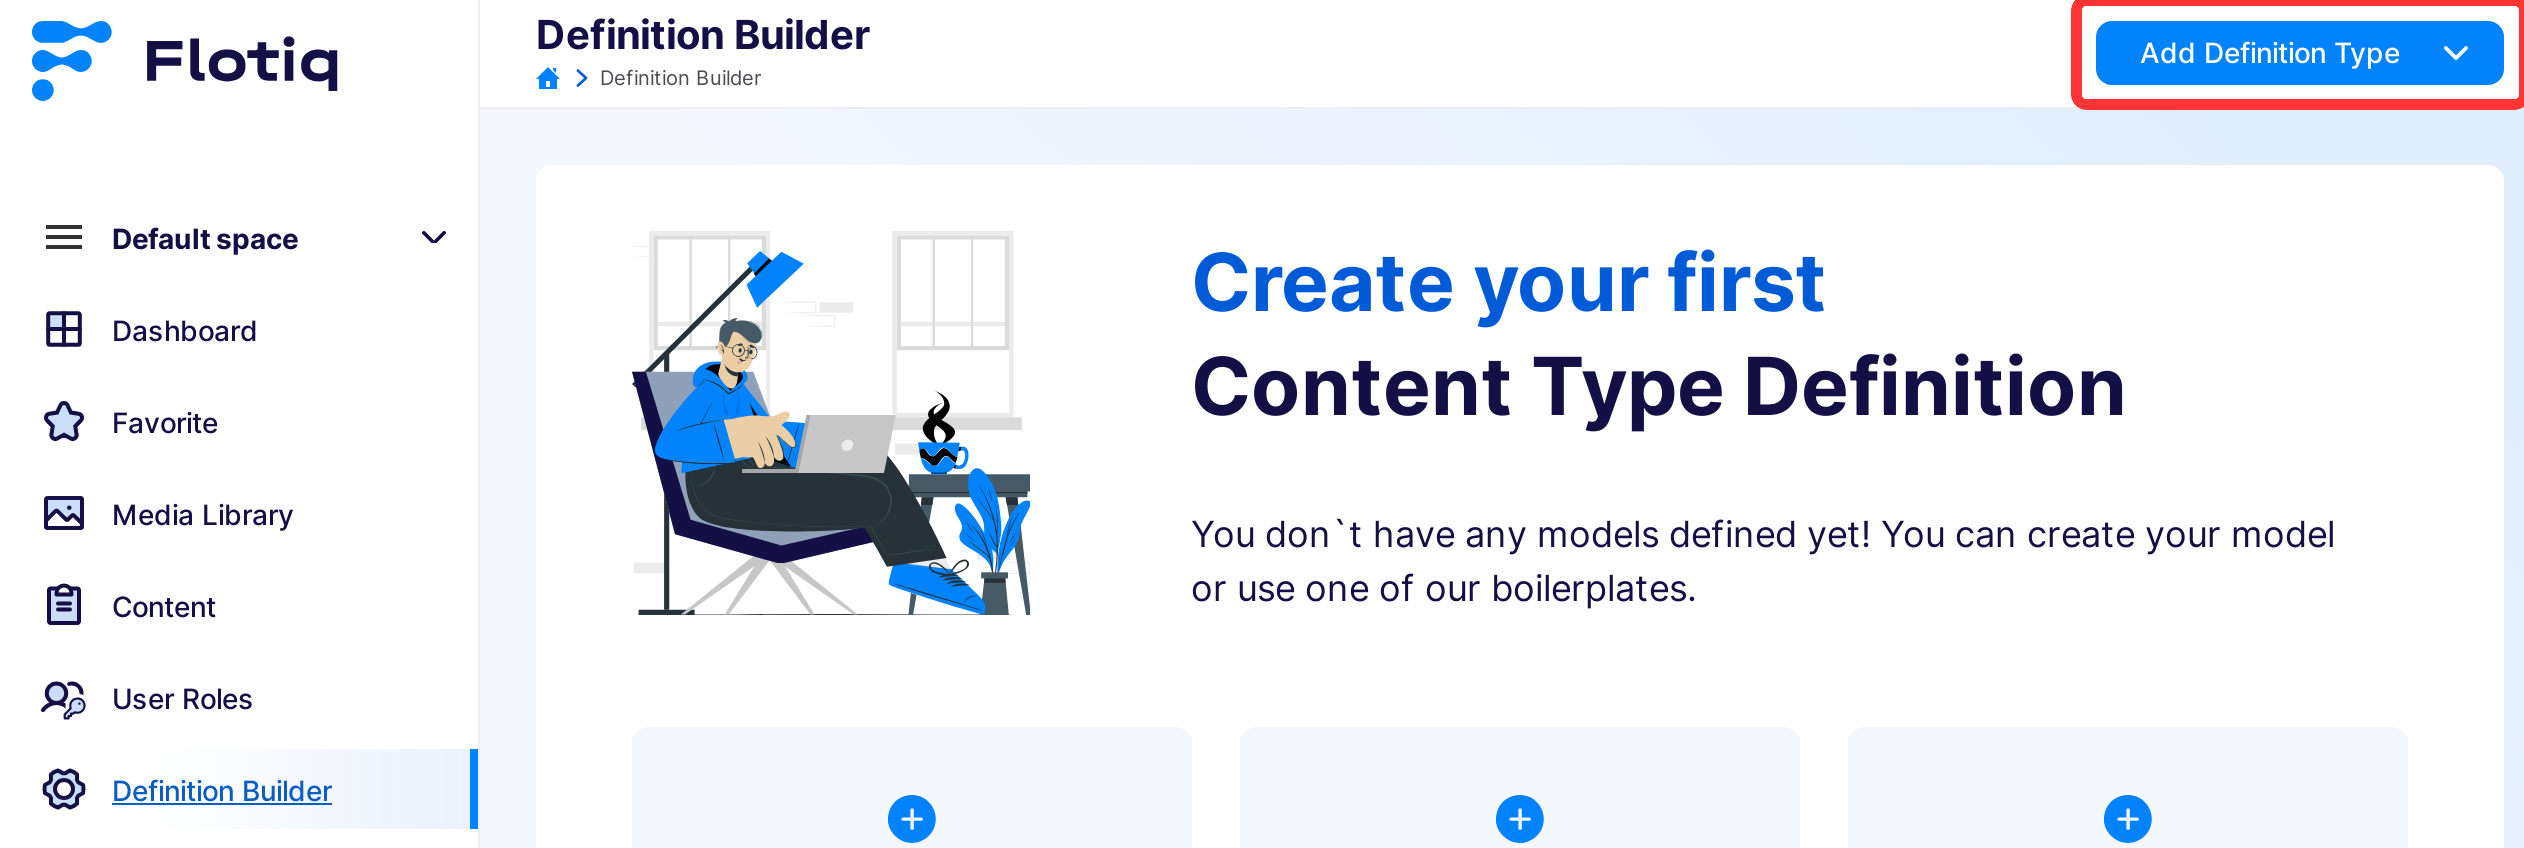 Flotiq
Default space
Dashboard
Favorite
Media Library
Content
User Roles
Definition Builder
Definition Builder
Definition Builder
Add Definition Type
Create your first
Content Type Definition
You don`t have any models defined yet! You can create your model
or use one of our boilerplates.